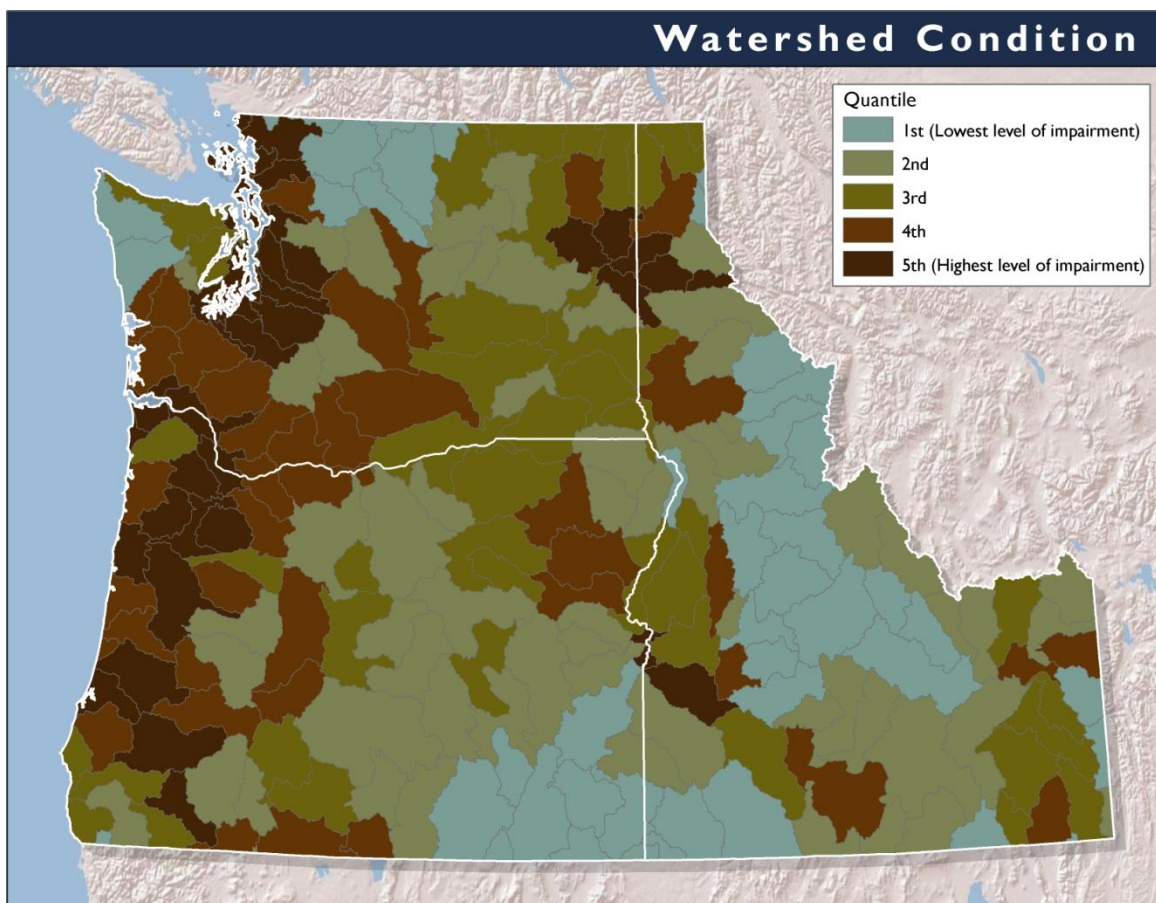 Watershed Condition
Quantile
1st (Lowest level of impairment)
2nd
3rd
4th
5th (Highest level of impairment)